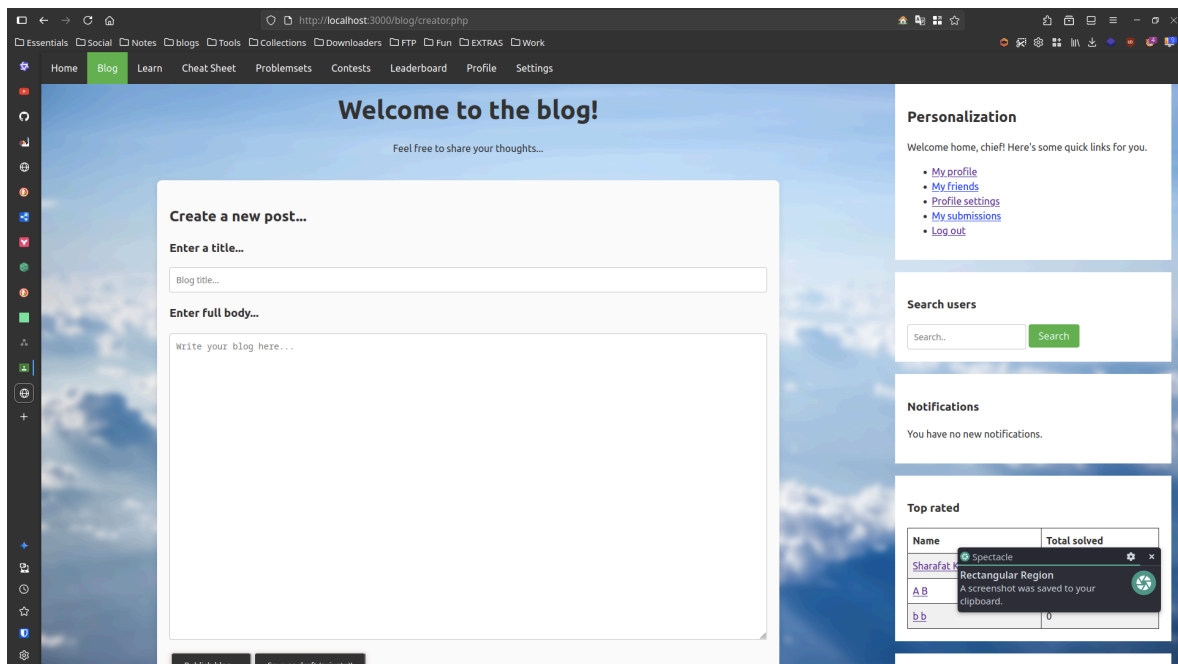 http://localhost:3000/blog/creator.php
Essentials Social Notes blogs Tools Collections Downloaders FTP Fun EXTRAS Work
Home Blog Learn Cheat Sheet Problemsets Contests Leaderboard Profile Settings
Welcome to the blog!
Feel free to share your thoughts...
Create a new post...
Enter a title...
Blog title...
Enter full body...
Write your blog here...
Personalization
Welcome home, chief! Here's some quick links for you.
• My profile
• My friends
• Profile settings
• My submissions
• Log out
Search users
Search.. Search
Notifications
You have no new notifications.
Top rated
Name Total solved
Sharafat
A B
b b 0
Spectacle
Rectangular Region
A screenshot was saved to your
clipboard.